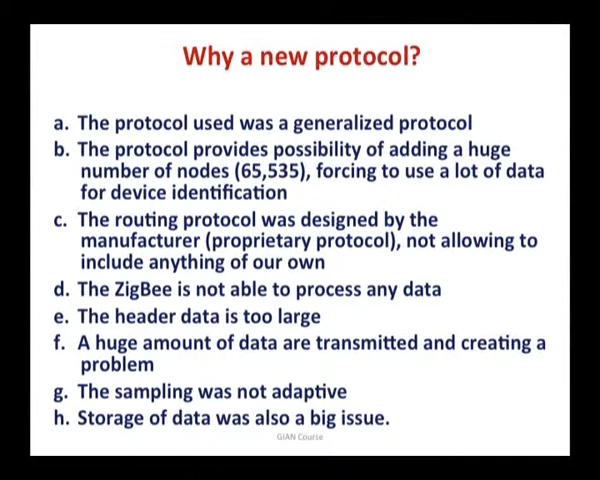 Why a new protocol?
a. The protocol used was a generalized protocol
b. The protocol provides possibility of adding a huge
number of nodes (65,535), forcing to use a lot of data
for device identification
c. The routing protocol was designed by the
manufacturer (proprietary protocol), not allowing to
include anything of our own
d. The ZigBee is not able to process any data
e. The header data is too large
f. A huge amount of data are transmitted and creating a
problem
g. The sampling was not adaptive
h. Storage of data was also a big issue.
GIAN Course